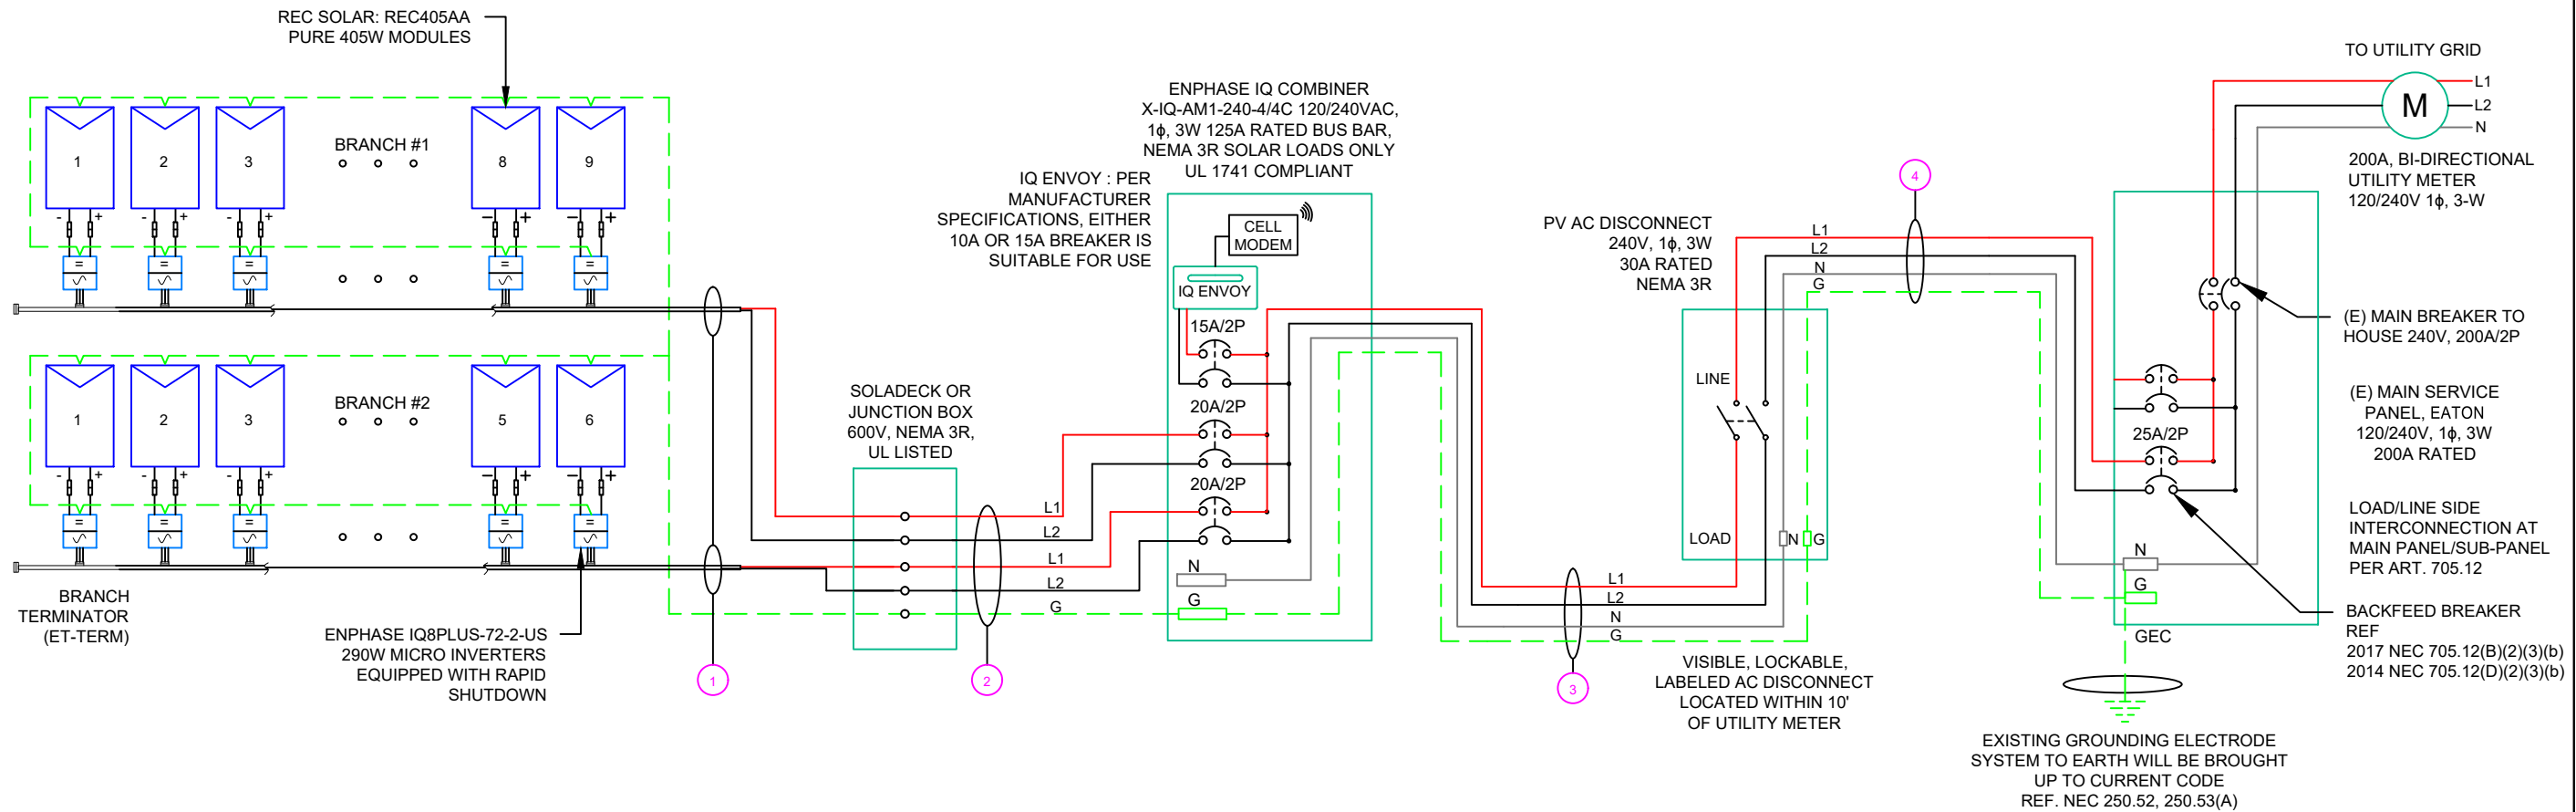 REC SOLAR: REC405AA
PURE 405W MODULES
1
2
3
BRANCH #1
8
9
- +
- +
- +
- +
- +
=
=
=
=
=
1
2
3
BRANCH #2
5
6
- +
- +
- +
- +
- +
=
=
=
=
=
BRANCH
TERMINATOR
(ET-TERM)
ENPHASE IQ8PLUS-72-2-US
290W MICRO INVERTERS
EQUIPPED WITH RAPID
SHUTDOWN
1
SOLADECK OR
JUNCTION BOX
600V, NEMA 3R,
UL LISTED
L1
L2
L1
L2
G
2
ENPHASE IQ COMBINER
X-IQ-AM1-240-4/4C 120/240VAC,
1ϕ, 3W 125A RATED BUS BAR,
NEMA 3R SOLAR LOADS ONLY
UL 1741 COMPLIANT
IQ ENVOY : PER
MANUFACTURER
SPECIFICATIONS, EITHER
10A OR 15A BREAKER IS
SUITABLE FOR USE
CELL
MODEM
IQ ENVOY
15A/2P
20A/2P
20A/2P
N
G
L1
L2
N
G
3
PV AC DISCONNECT
240V, 1ϕ, 3W
30A RATED
NEMA 3R
LINE
LOAD
N G
VISIBLE, LOCKABLE,
LABELED AC DISCONNECT
LOCATED WITHIN 10'
OF UTILITY METER
4
L1
L2
N
G
TO UTILITY GRID
M
L1
L2
N
200A, BI-DIRECTIONAL
UTILITY METER
120/240V 1ϕ, 3-W
(E) MAIN BREAKER TO
HOUSE 240V, 200A/2P
(E) MAIN SERVICE
PANEL, EATON
120/240V, 1ϕ, 3W
200A RATED
25A/2P
N
G
LOAD/LINE SIDE
INTERCONNECTION AT
MAIN PANEL/SUB-PANEL
PER ART. 705.12
BACKFEED BREAKER
REF
2017 NEC 705.12(B)(2)(3)(b)
2014 NEC 705.12(D)(2)(3)(b)
GEC
EXISTING GROUNDING ELECTRODE
SYSTEM TO EARTH WILL BE BROUGHT
UP TO CURRENT CODE
REF. NEC 250.52, 250.53(A)